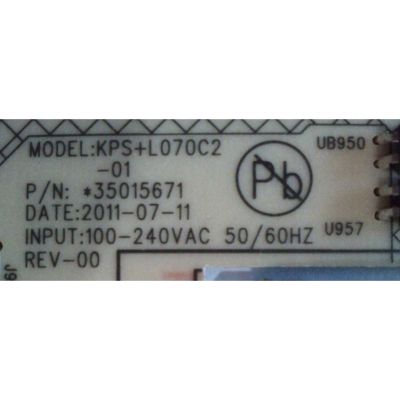 MODEL:KPS+L070C2
-01
P/N: *35015671
DATE:2011-07-11
INPUT:100-240VAC 50/60HZ
REV-00
Pb
UB950
U957